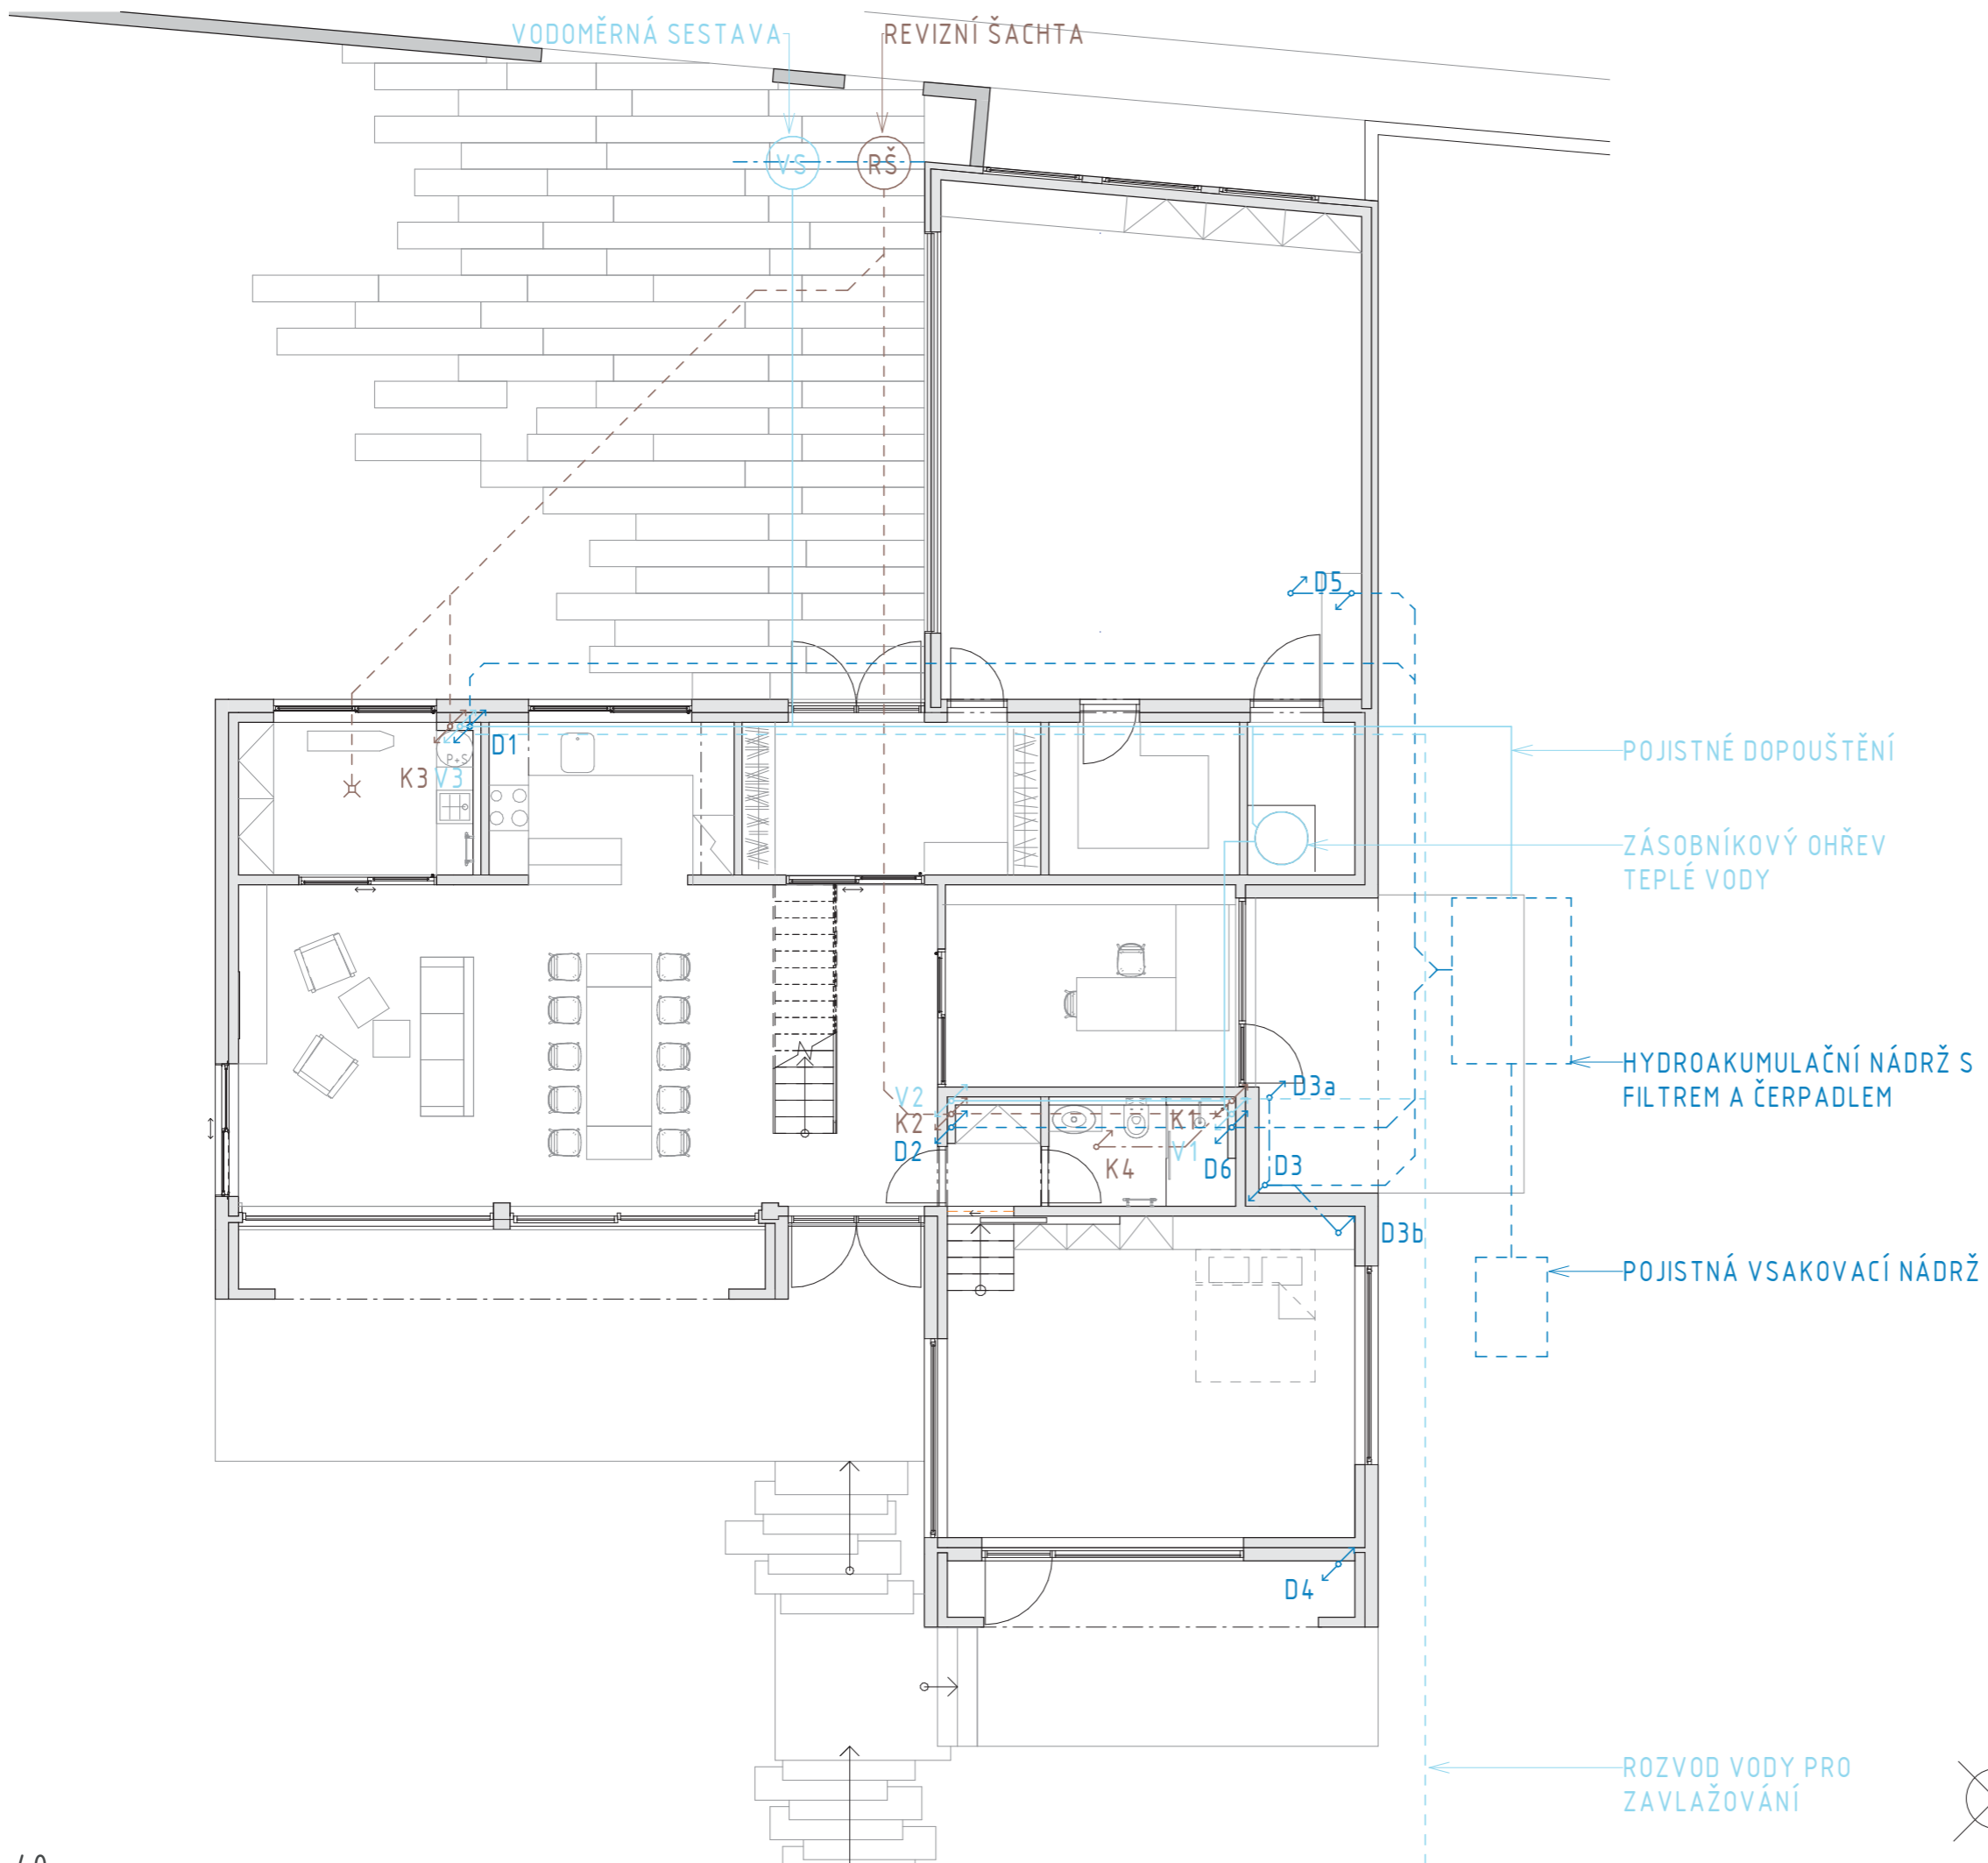 VODOMĚRNÁ SESTAVA
REVIZNÍ ŠACHTA
VS
RŠ
D5
D1
P+S
K3
V3
POJISTNÉ DOPOUŠTĚNÍ
ZÁSOBNÍKOVÝ OHŘEV
TEPLÉ VODY
HYDROAKUMULAČNÍ NÁDRŽ S
FILTREM A ČERPADLEM
D3a
V2
K2
D2
K1
V1
K4
D6
D3
D3b
POJISTNÁ VSAKOVACÍ NÁDRŽ
D4
ROZVOD VODY PRO
ZAVLAŽOVÁNÍ